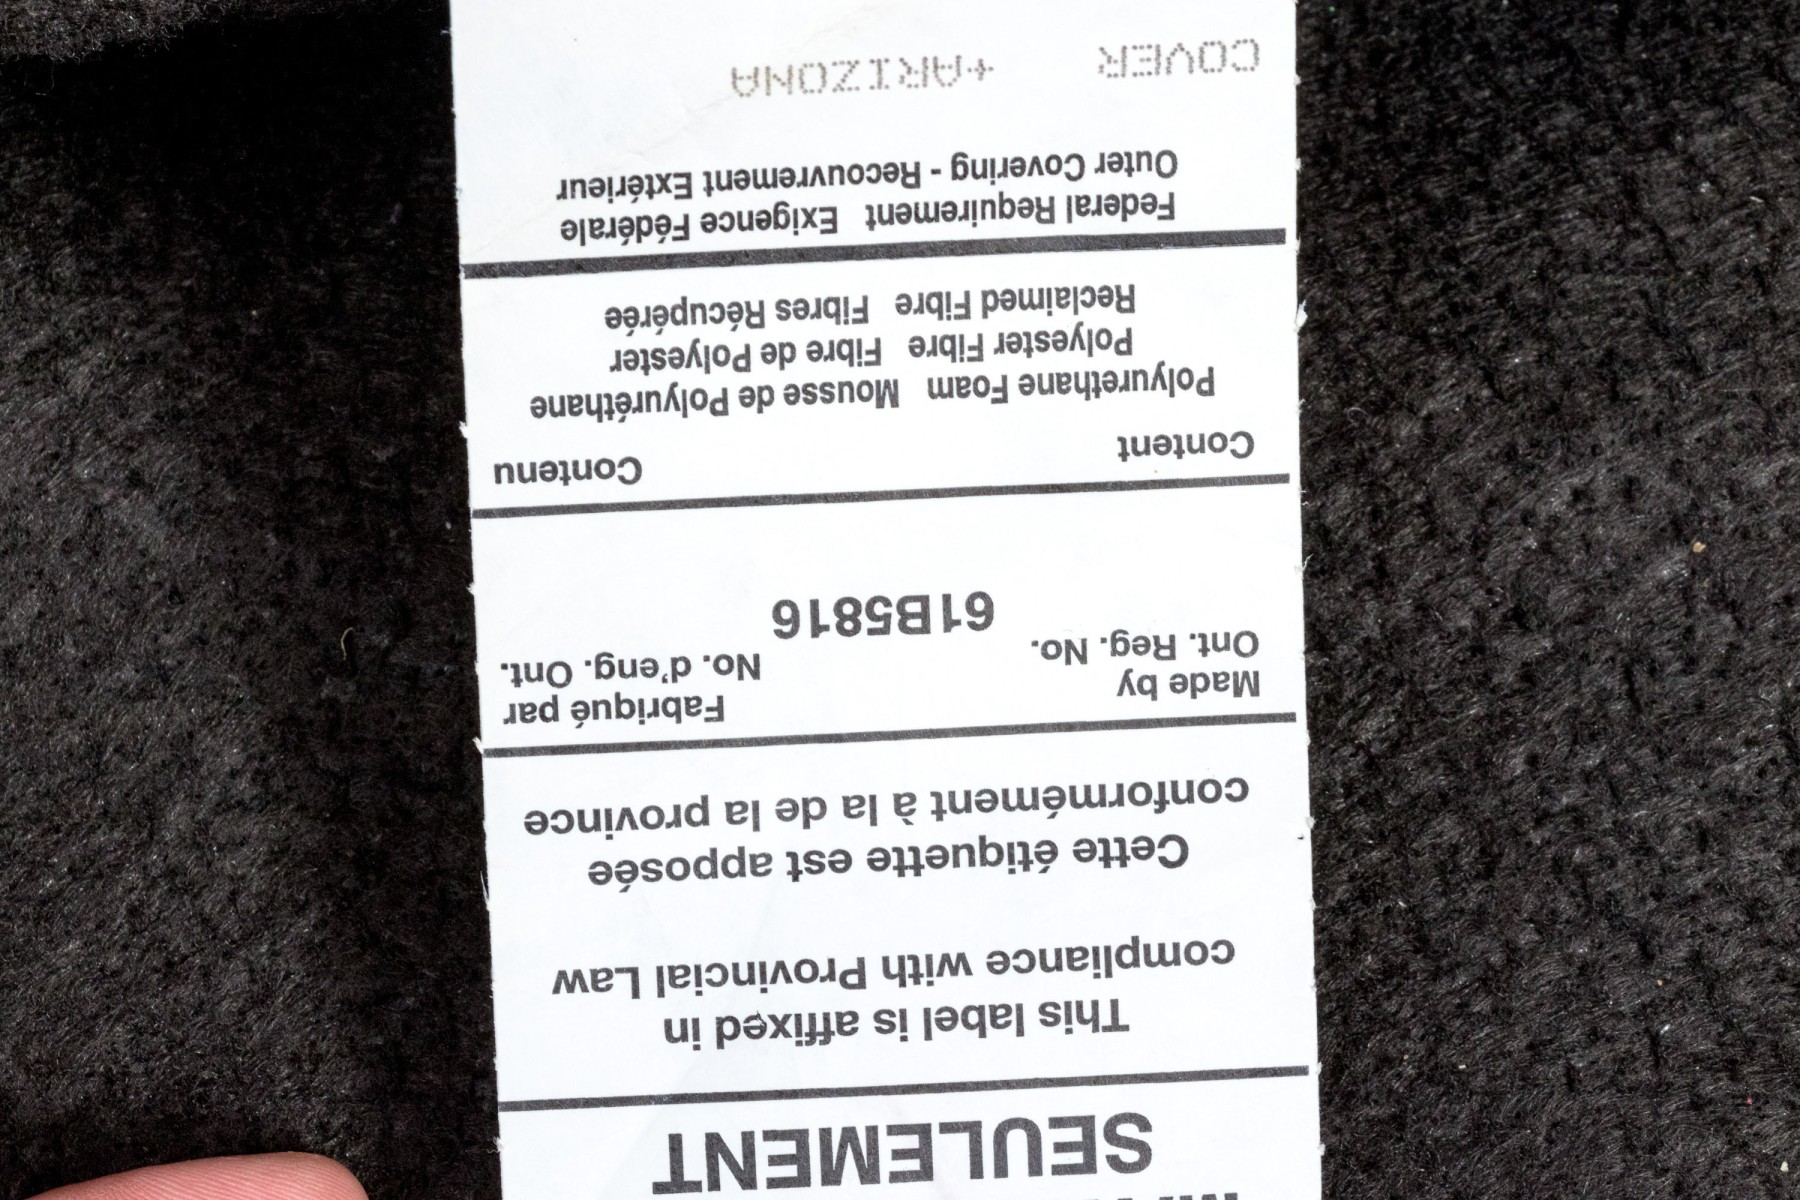 SEULEMENT
This label is affixed in
compliance with Provincial Law
Cette étiquette est apposée
conformément à la de la province
Made by Fabriqué par
Ont. Reg. No. 61B5816 No. d'eng. Ont.
Content Contenu
Polyurethane Foam Mousse de Polyuréthane
Polyester Fibre Fibre de Polyester
Reclaimed Fibre Fibres Récupérée
Federal Requirement Exigence Fédérale
Outer Covering - Recouvrement Extérieur
COVER +ARIZONA